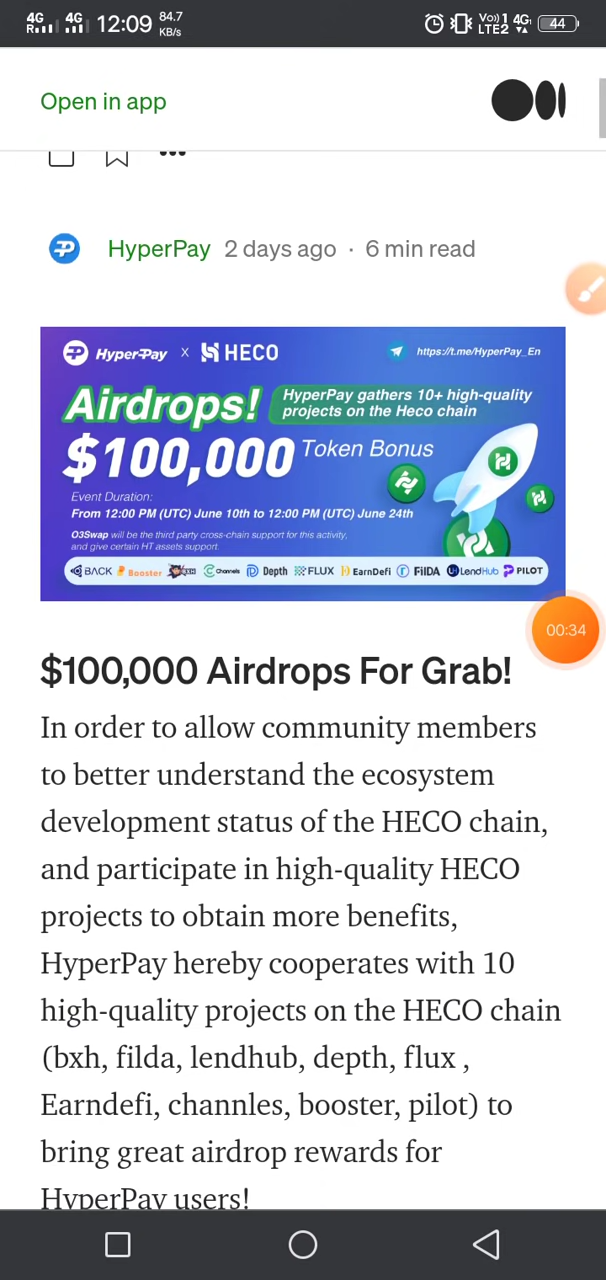 4G 4G 12:09 84.7 KB/s Vo)) 1 LTE2 4G 44
Open in app
HyperPay 2 days ago · 6 min read
HyperPay x HECO https://t.me/HyperPay_En
Airdrops! HyperPay gathers 10+ high-quality
projects on the Heco chain
$100,000 Token Bonus
Event Duration:
From 12:00 PM (UTC) June 10th to 12:00 PM (UTC) June 24th
O3Swap will be the third party cross-chain support for this activity,
and give certain HT assets support.
BACK Booster BXH Channels Depth FLUX EarnDefi FilDA LendHub PILOT
00:34
$100,000 Airdrops For Grab!
In order to allow community members
to better understand the ecosystem
development status of the HECO chain,
and participate in high-quality HECO
projects to obtain more benefits,
HyperPay hereby cooperates with 10
high-quality projects on the HECO chain
(bxh, filda, lendhub, depth, flux ,
Earndefi, channles, booster, pilot) to
bring great airdrop rewards for
HyperPay users!